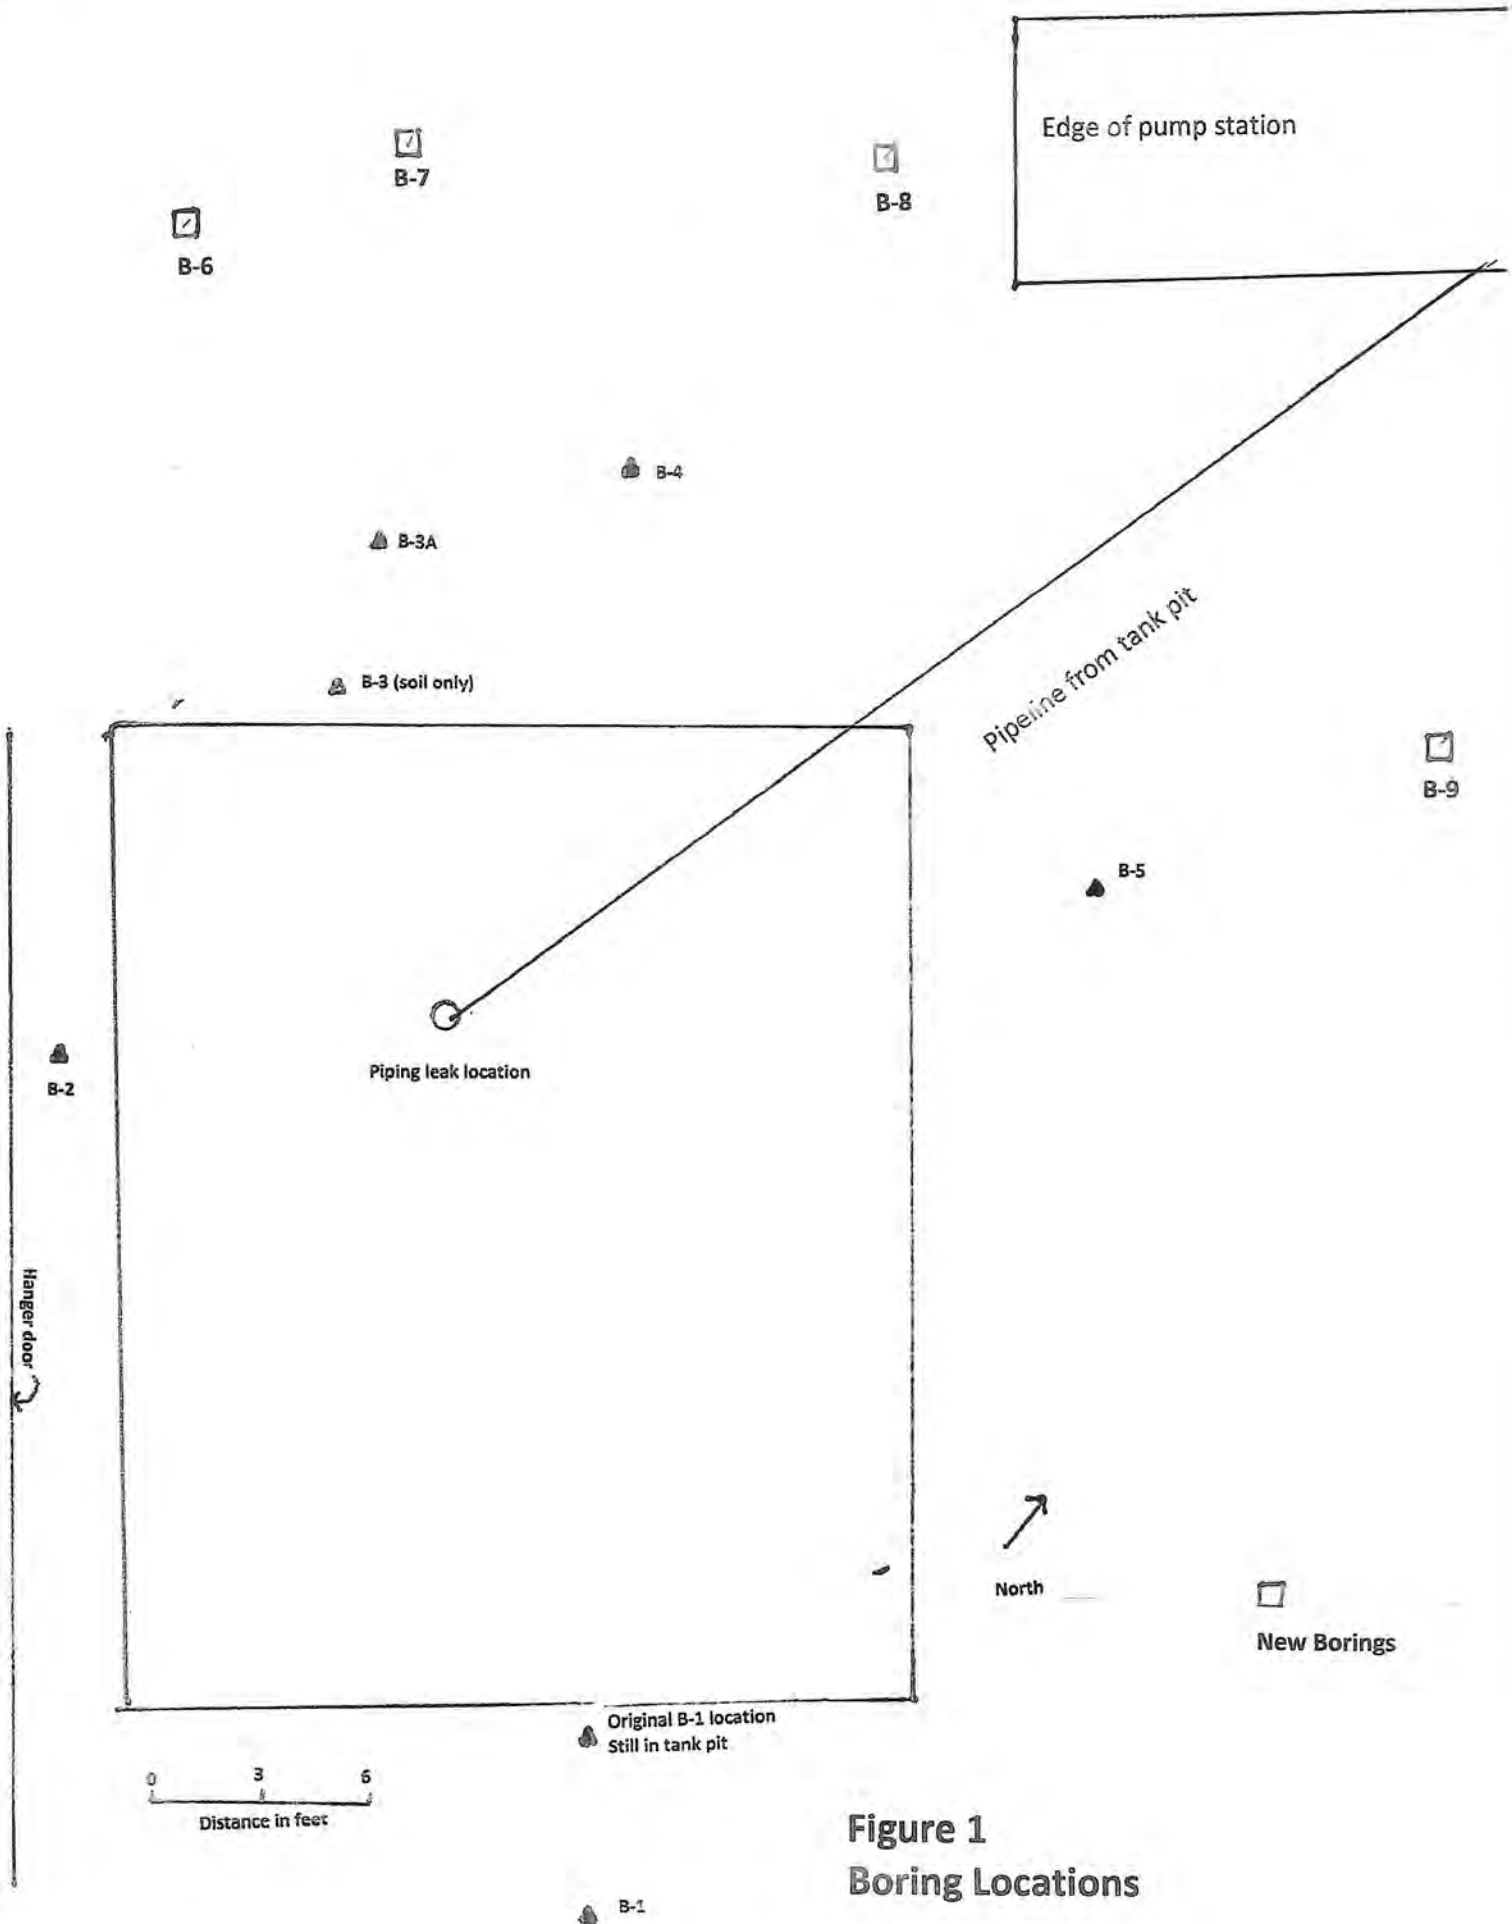 Edge of pump station
B-7
B-8
B-6
B-4
B-3A
B-3 (soil only)
Pipeline from tank pit
B-9
B-5
Piping leak location
B-2
Hanger door
North
New Borings
Original B-1 location
Still in tank pit
0 3 6
Distance in feet
Figure 1
Boring Locations
B-1